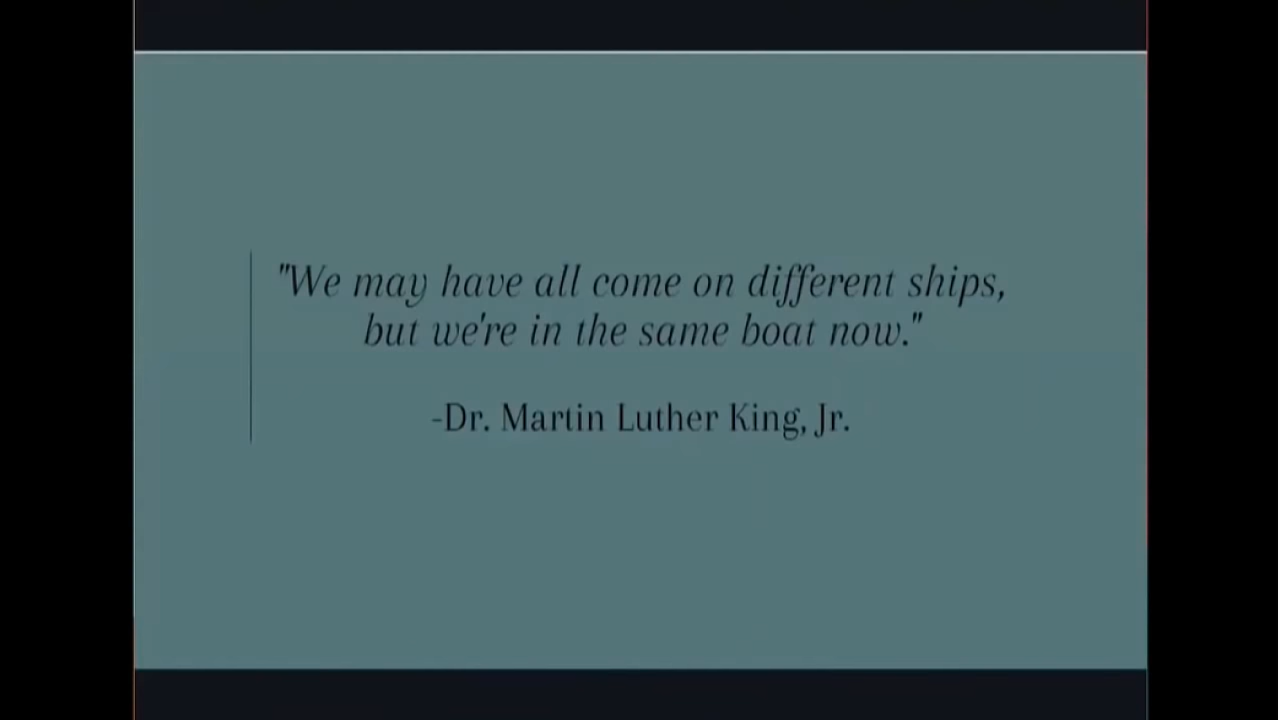 "We may have all come on different ships,
but we're in the same boat now."
-Dr. Martin Luther King, Jr.